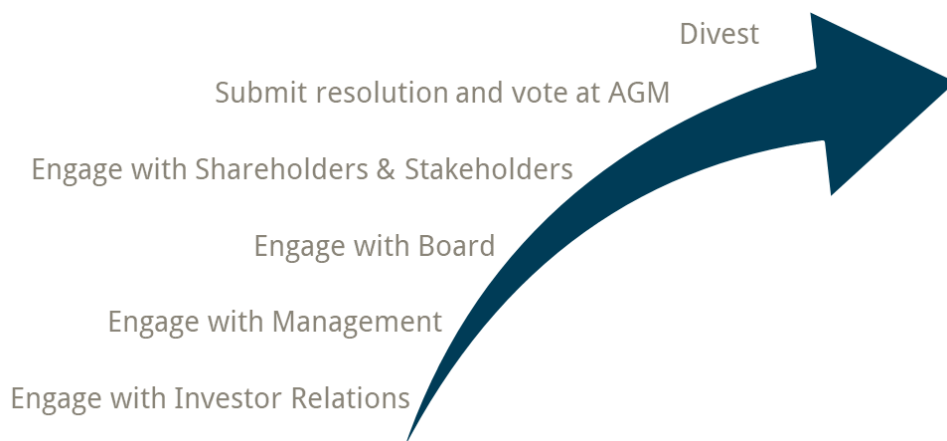 Divest
Submit resolution and vote at AGM
Engage with Shareholders & Stakeholders
Engage with Board
Engage with Management
Engage with Investor Relations